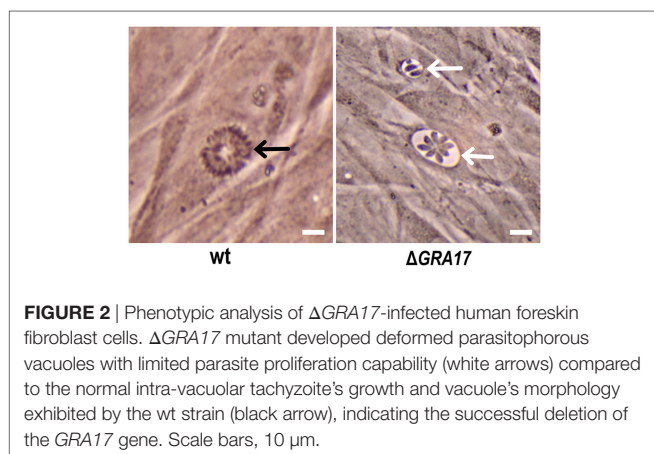 wt
ΔGRA17
FIGURE 2 | Phenotypic analysis of ΔGRA17-infected human foreskin
fibroblast cells. ΔGRA17 mutant developed deformed parasitophorous
vacuoles with limited parasite proliferation capability (white arrows) compared
to the normal intra-vacuolar tachyzoite’s growth and vacuole’s morphology
exhibited by the wt strain (black arrow), indicating the successful deletion of
the GRA17 gene. Scale bars, 10 μm.